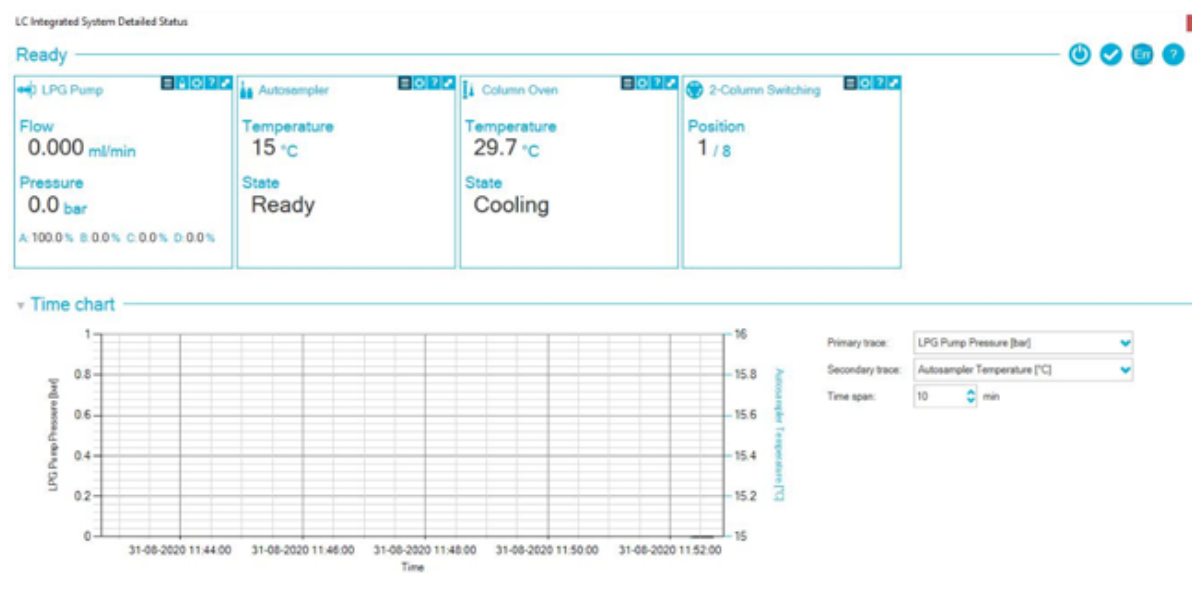 LC Integrated System Detailed Status
Ready
Err ?
LPG Pump
Flow
0.000 ml/min
Pressure
0.0 bar
A: 100.0 % B: 0.0 % C: 0.0 % D: 0.0 %
Autosampler
Temperature
15 °C
State
Ready
Column Oven
Temperature
29.7 °C
State
Cooling
2-Column Switching
Position
1 / 8
Time chart
LPG Pump Pressure [bar]
1
0.8
0.6
0.4
0.2
0
16
15.8
15.6
15.4
15.2
15
Autosampler Temperature [°C]
31-08-2020 11:44:00 31-08-2020 11:46:00 31-08-2020 11:48:00 31-08-2020 11:50:00 31-08-2020 11:52:00
Time
Primary trace: LPG Pump Pressure [bar]
Secondary trace: Autosampler Temperature [°C]
Time span: 10 min